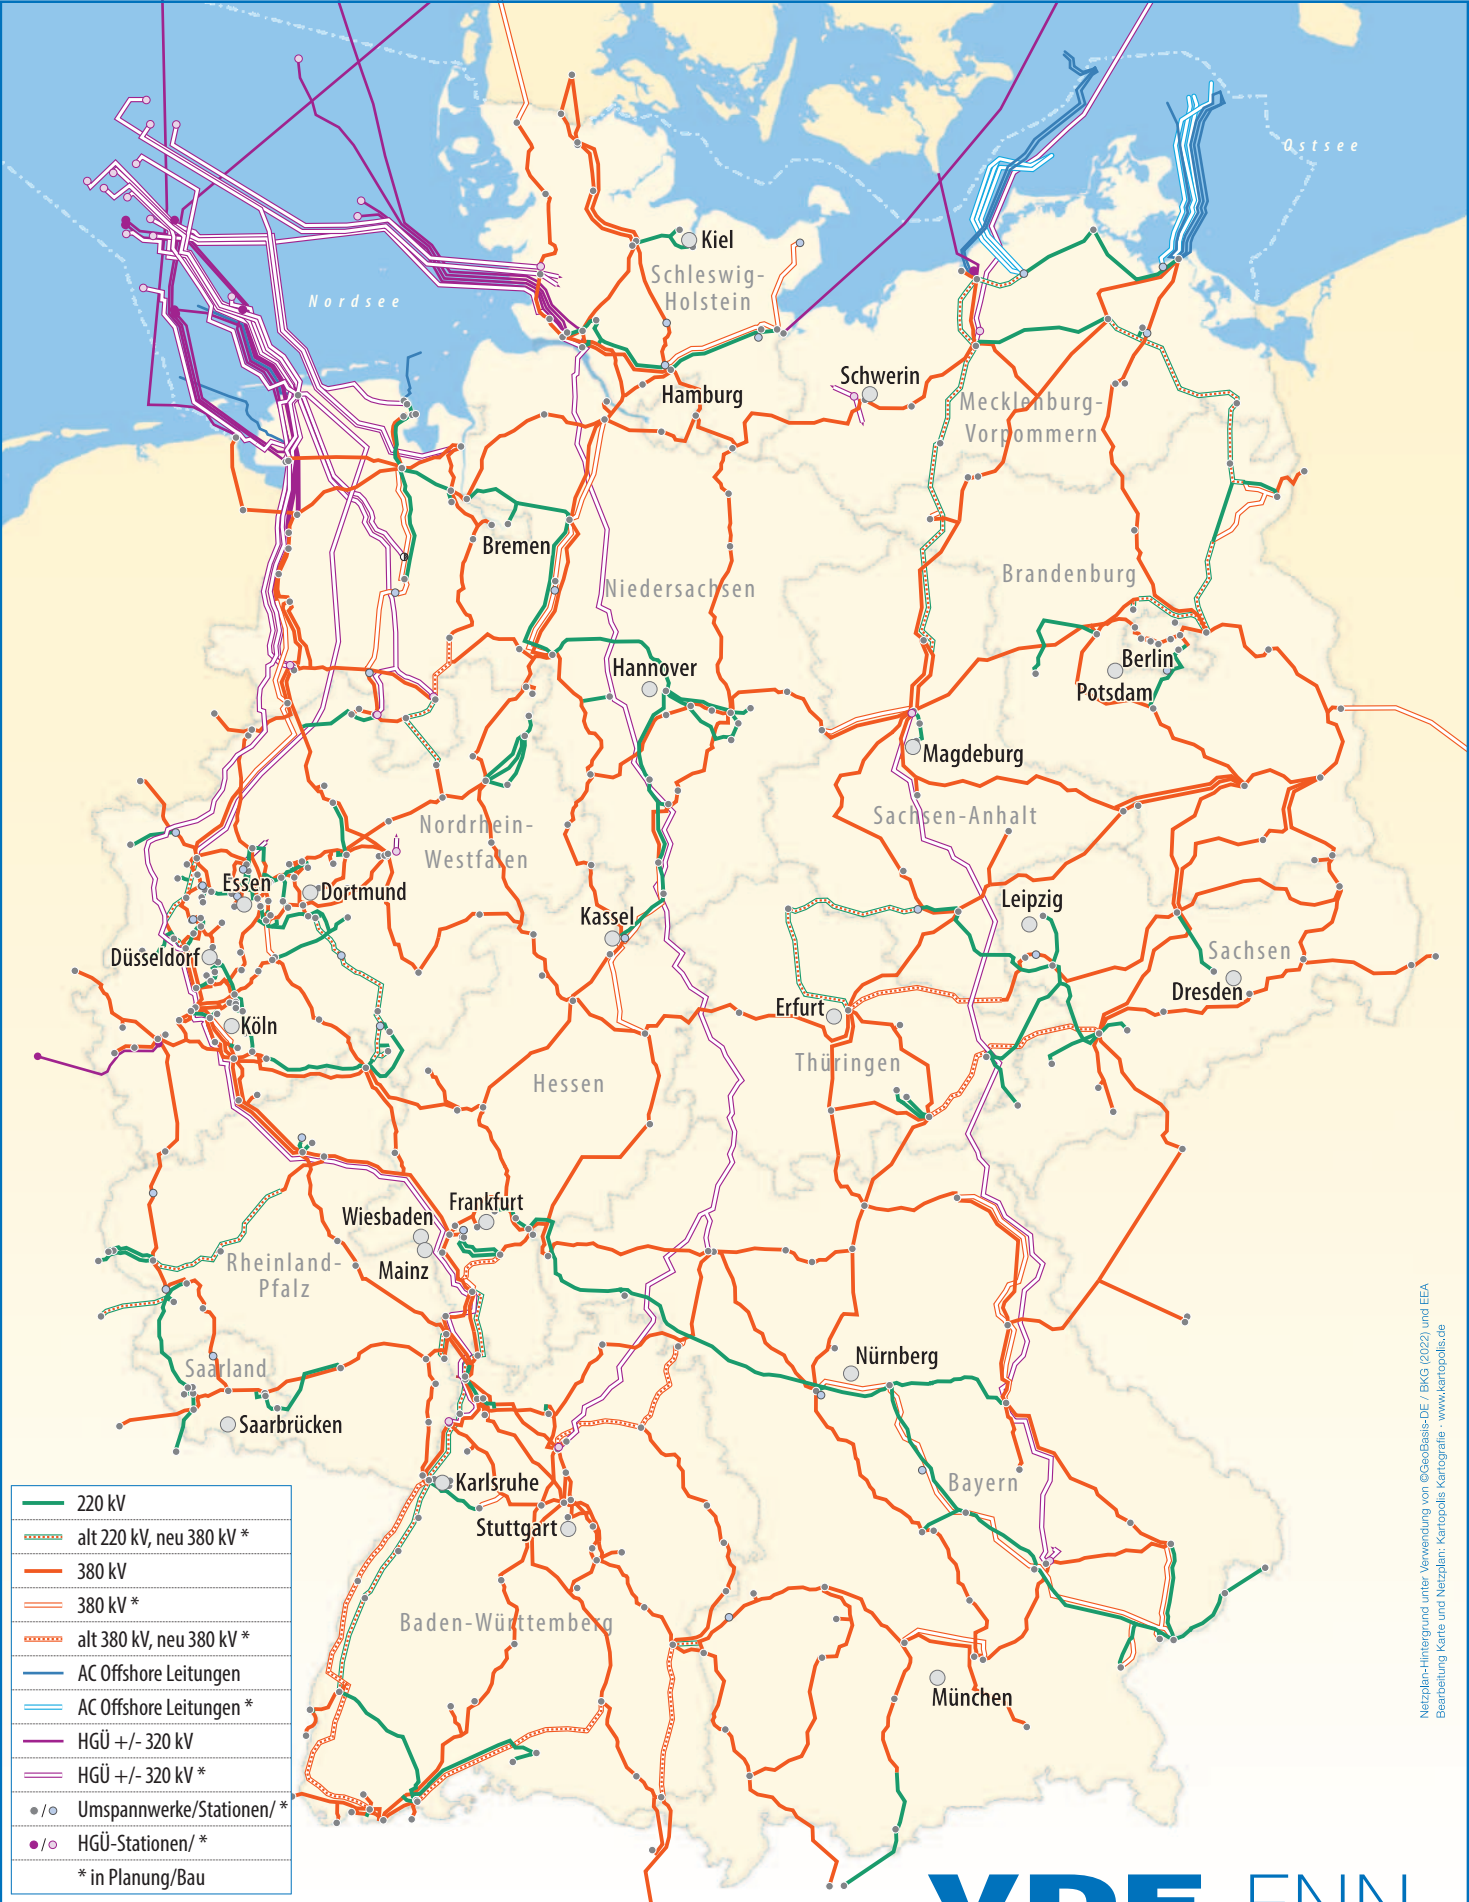 Ostsee
Kiel
Schleswig-
Holstein
Nordsee
Schwerin
Hamburg
Mecklenburg-
Vorpommern
Bremen
Niedersachsen
Brandenburg
Hannover
Berlin
Potsdam
Magdeburg
Sachsen-Anhalt
Nordrhein-
Westfalen
Essen
Dortmund
Leipzig
Kassel
Düsseldorf
Sachsen
Dresden
Erfurt
Köln
Thüringen
Hessen
Frankfurt
Wiesbaden
Rheinland-
Pfalz
Mainz
Nürnberg
Saarland
Saarbrücken
Karlsruhe
Bayern
Stuttgart
Baden-Württemberg
München
220 kV
alt 220 kV, neu 380 kV *
380 kV
380 kV *
alt 380 kV, neu 380 kV *
AC Offshore Leitungen
AC Offshore Leitungen *
HGÜ +/- 320 kV
HGÜ +/- 320 kV *
/ Umspannwerke/Stationen/ *
/ HGÜ-Stationen/ *
* in Planung/Bau
Netzplan-Hintergrund unter Verwendung von ©GeoBasis-DE / BKG (2022) und EEA
Bearbeitung Karte und Netzplan: Kartopolis Kartografie - www.kartopolis.de
VDE FNN